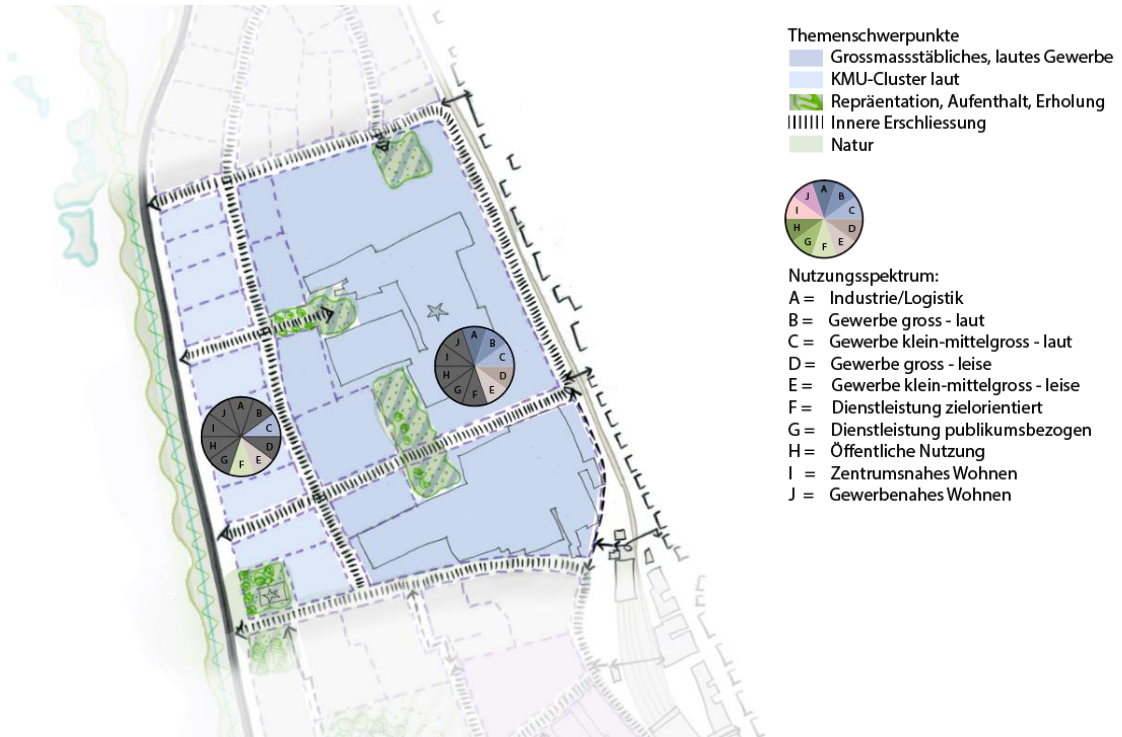 Themenschwerpunkte
Grossmassstäbliches, lautes Gewerbe
KMU-Cluster laut
Repräentation, Aufenthalt, Erholung
Innere Erschliessung
Natur
A
B
C
D
E
F
G
H
I
J
Nutzungsspektrum:
A = Industrie/Logistik
B = Gewerbe gross - laut
C = Gewerbe klein-mittelgross - laut
D = Gewerbe gross - leise
E = Gewerbe klein-mittelgross - leise
F = Dienstleistung zielorientiert
G = Dienstleistung publikumsbezogen
H = Öffentliche Nutzung
I = Zentrumsnahes Wohnen
J = Gewerbenahes Wohnen
A
B
C
D
E
F
G
H
I
J
A
B
C
D
E
F
G
H
I
J